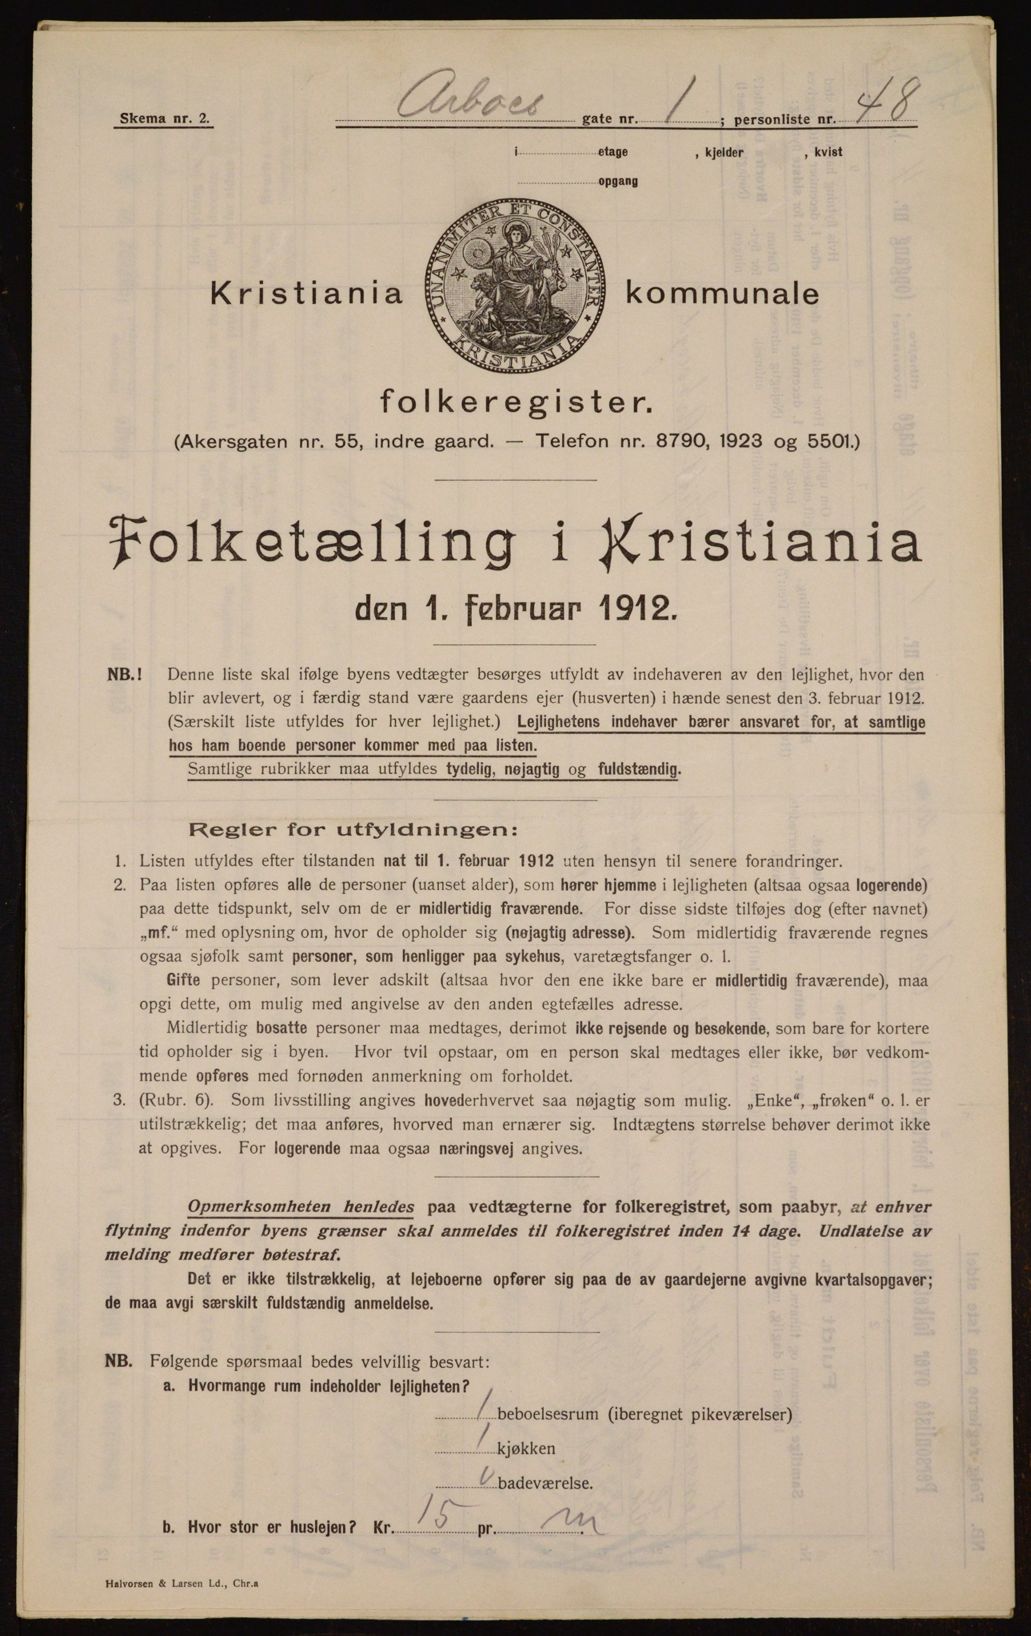 Skema nr. 2.
Arboes gate nr. 1 ; personliste nr. 48
i etage , kjelder , kvist
opgang
UNANIMITER ET CONSTANTER
KRISTIANIA
Kristiania kommunale
folkeregister.
(Akersgaten nr. 55, indre gaard. — Telefon nr. 8790, 1923 og 5501.)
Folketælling i Kristiania
den 1. februar 1912.
NB.! Denne liste skal ifølge byens vedtægter besørges utfyldt av indehaveren av den lejlighet, hvor den
blir avlevert, og i færdig stand være gaardens ejer (husverten) i hænde senest den 3. februar 1912.
(Særskilt liste utfyldes for hver lejlighet.) Lejlighetens indehaver bærer ansvaret for, at samtlige
hos ham boende personer kommer med paa listen.
Samtlige rubrikker maa utfyldes tydelig, nøjagtig og fuldstændig.
Regler for utfyldningen:
1. Listen utfyldes efter tilstanden nat til 1. februar 1912 uten hensyn til senere forandringer.
2. Paa listen opføres alle de personer (uanset alder), som hører hjemme i lejligheten (altsaa ogsaa logerende)
paa dette tidspunkt, selv om de er midlertidig fraværende. For disse sidste tilføjes dog (efter navnet)
„mf.“ med oplysning om, hvor de opholder sig (nøjagtig adresse). Som midlertidig fraværende regnes
ogsaa sjøfolk samt personer, som henligger paa sykehus, varetægtsfanger o. l.
Gifte personer, som lever adskilt (altsaa hvor den ene ikke bare er midlertidig fraværende), maa
opgi dette, om mulig med angivelse av den anden egtefælles adresse.
Midlertidig bosatte personer maa medtages, derimot ikke rejsende og besøkende, som bare for kortere
tid opholder sig i byen. Hvor tvil opstaar, om en person skal medtages eller ikke, bør vedkom-
mende opføres med fornøden anmerkning om forholdet.
3. (Rubr. 6). Som livsstilling angives hovederhvervet saa nøjagtig som mulig. „Enke“, „frøken“ o. l. er
utilstrækkelig; det maa anføres, hvorved man ernærer sig. Indtægtens størrelse behøver derimot ikke
at opgives. For logerende maa ogsaa næringsvej angives.
Opmerksomheten henledes paa vedtægterne for folkeregistret, som paabyr, at enhver
flytning indenfor byens grænser skal anmeldes til folkeregistret inden 14 dage. Undlatelse av
melding medfører bøtestraf.
Det er ikke tilstrækkelig, at lejeboerne opfører sig paa de av gaardejerne avgivne kvartalsopgaver;
de maa avgi særskilt fuldstændig anmeldelse.
NB. Følgende spørsmaal bedes velvillig besvart:
a. Hvormange rum indeholder lejligheten?
1 beboelsesrum (iberegnet pikeværelser)
1 kjøkken
0 badeværelse.
b. Hvor stor er huslejen? Kr. 15 pr. m.
Halvorsen & Larsen Ld., Chr.a